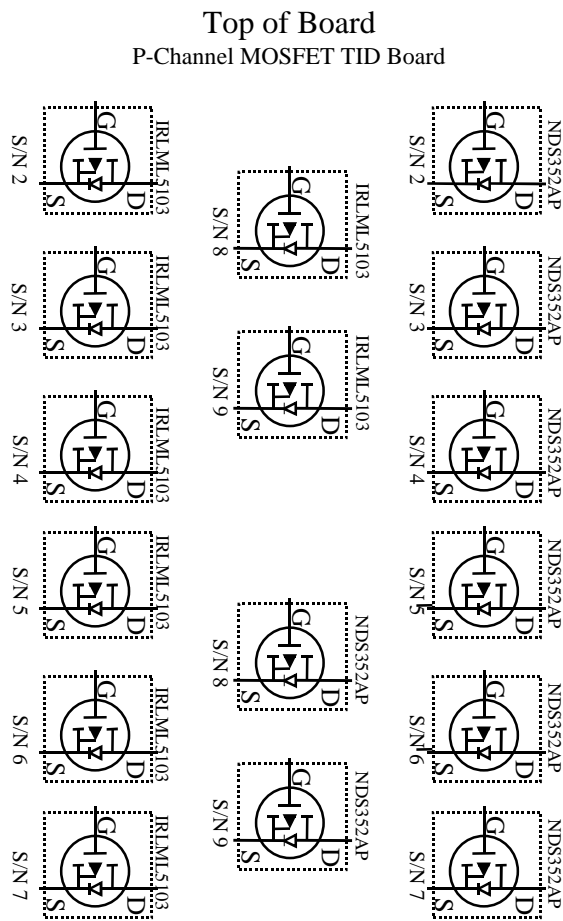 Top of Board
P-Channel MOSFET TID Board
S/N 2
G
S
D
IRLML5103
S/N 3
G
S
D
IRLML5103
S/N 4
G
S
D
IRLML5103
S/N 5
G
S
D
IRLML5103
S/N 6
G
S
D
IRLML5103
S/N 7
G
S
D
IRLML5103
S/N 8
G
S
D
IRLML5103
S/N 9
G
S
D
IRLML5103
S/N 8
G
S
D
NDS352AP
S/N 9
G
S
D
NDS352AP
S/N 2
G
S
D
NDS352AP
S/N 3
G
S
D
NDS352AP
S/N 4
G
S
D
NDS352AP
S/N 5
G
S
D
NDS352AP
S/N 6
G
S
D
NDS352AP
S/N 7
G
S
D
NDS352AP